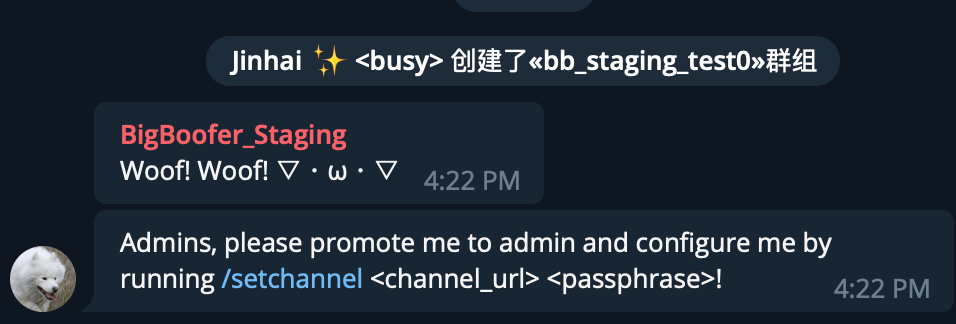 Jinhai ✨ <busy> 创建了«bb_staging_test0»群组
BigBoofer_Staging
Woof! Woof! ▽・ω・▽
4:22 PM
Admins, please promote me to admin and configure me by
running /setchannel <channel_url> <passphrase>!
4:22 PM